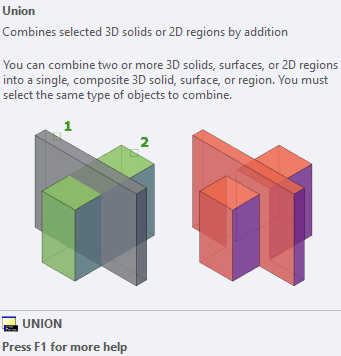 Union
Combines selected 3D solids or 2D regions by addition
You can combine two or more 3D solids, surfaces, or 2D regions
into a single, composite 3D solid, surface, or region. You must
select the same type of objects to combine.
1
2
UNION
Press F1 for more help